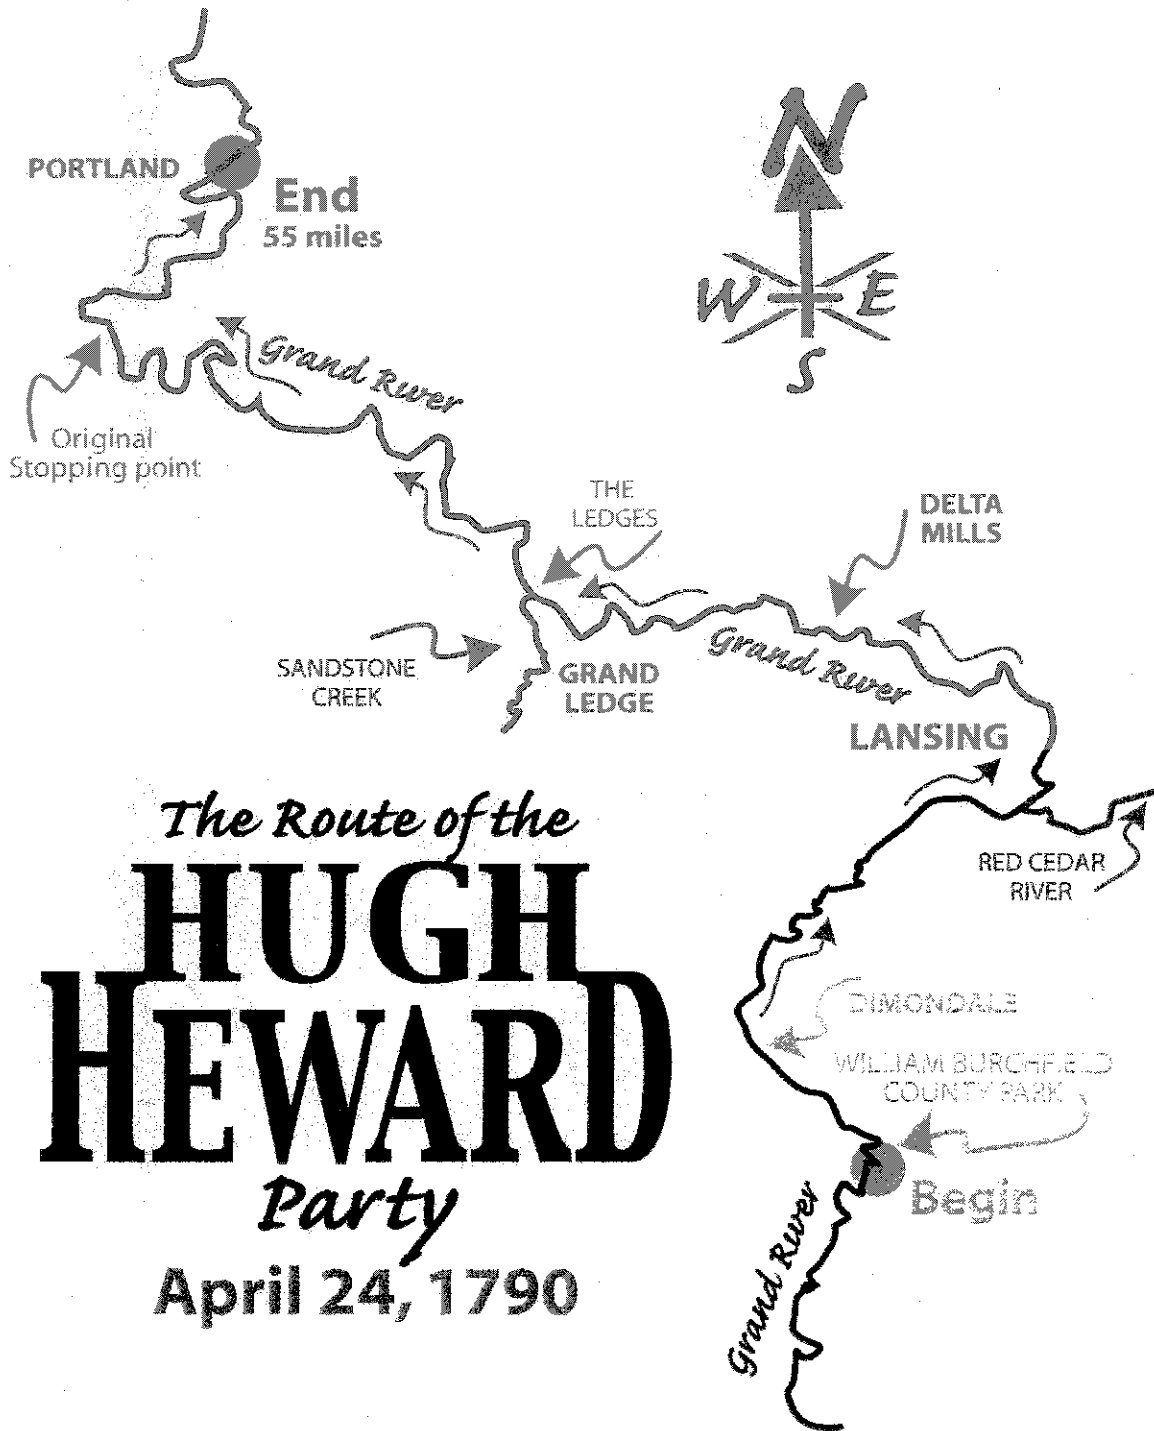 N
W E
S
PORTLAND
End
55 miles
Grand River
Original
Stopping point
THE
LEDGES
DELTA
MILLS
Grand River
SANDSTONE
CREEK
GRAND
LEDGE
LANSING
RED CEDAR
RIVER
DIMONDALE
WILLIAM BURCHFIELD
COUNTY PARK
Begin
Grand River
The Route of the
HUGH
HEWARD
Party
April 24, 1790